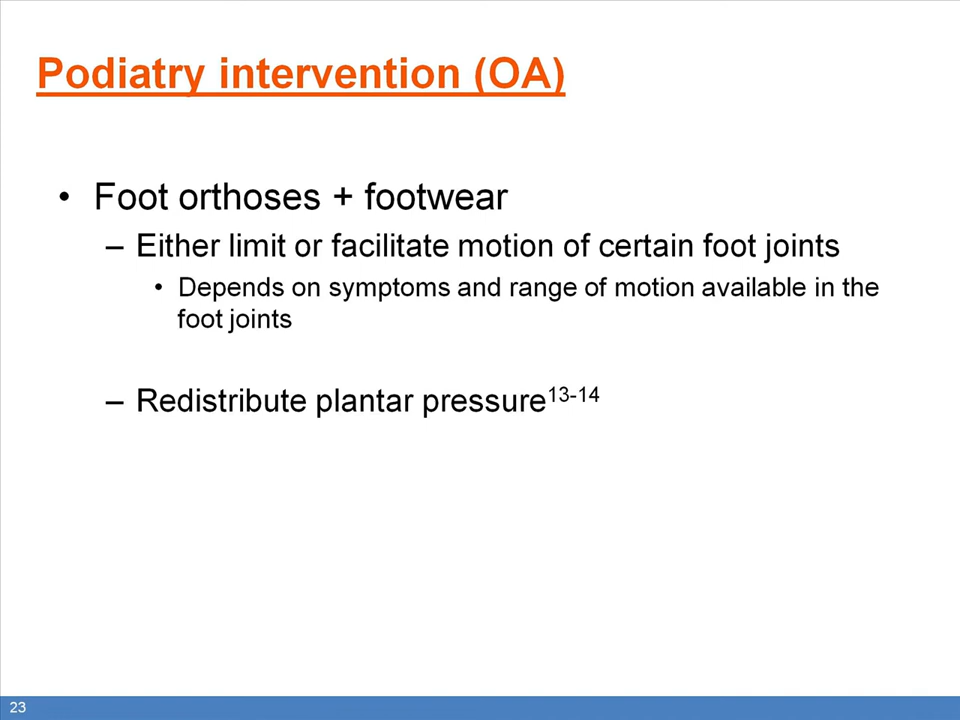 Podiatry intervention (OA)
• Foot orthoses + footwear
– Either limit or facilitate motion of certain foot joints
• Depends on symptoms and range of motion available in the
foot joints
– Redistribute plantar pressure13-14
23